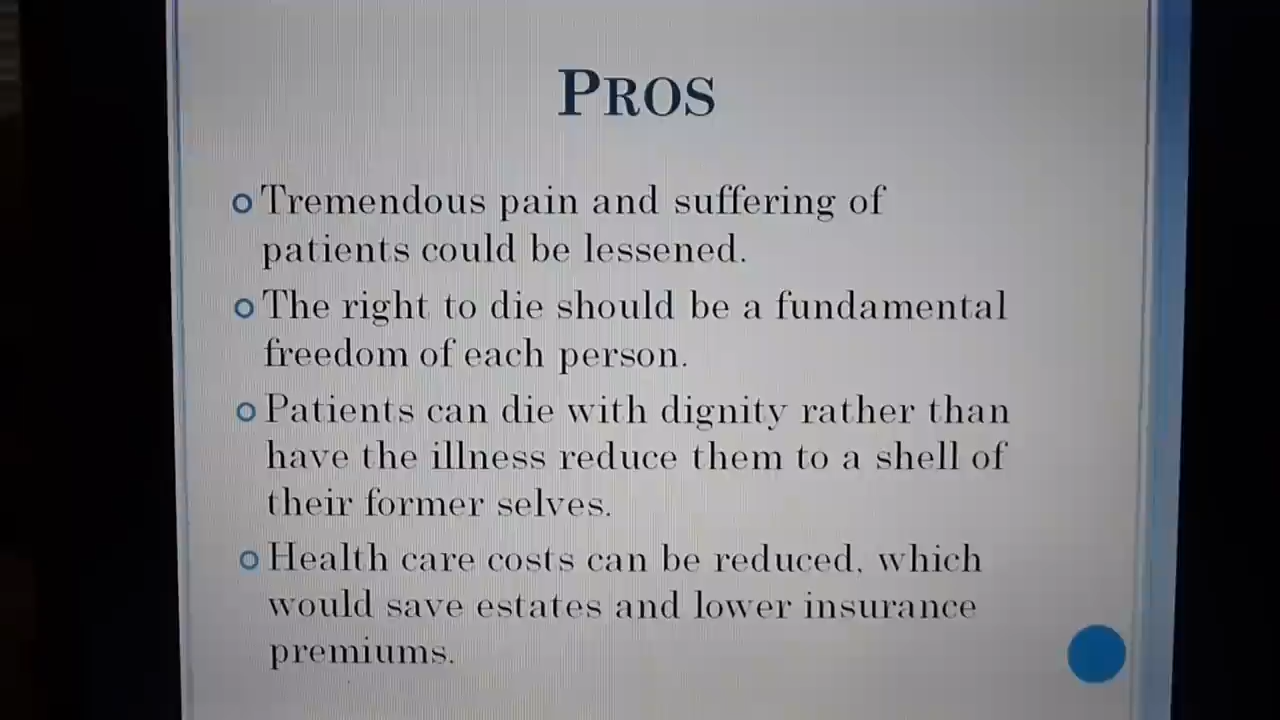 PROS
Tremendous pain and suffering of
patients could be lessened.
The right to die should be a fundamental
freedom of each person.
Patients can die with dignity rather than
have the illness reduce them to a shell of
their former selves.
Health care costs can be reduced, which
would save estates and lower insurance
premiums.